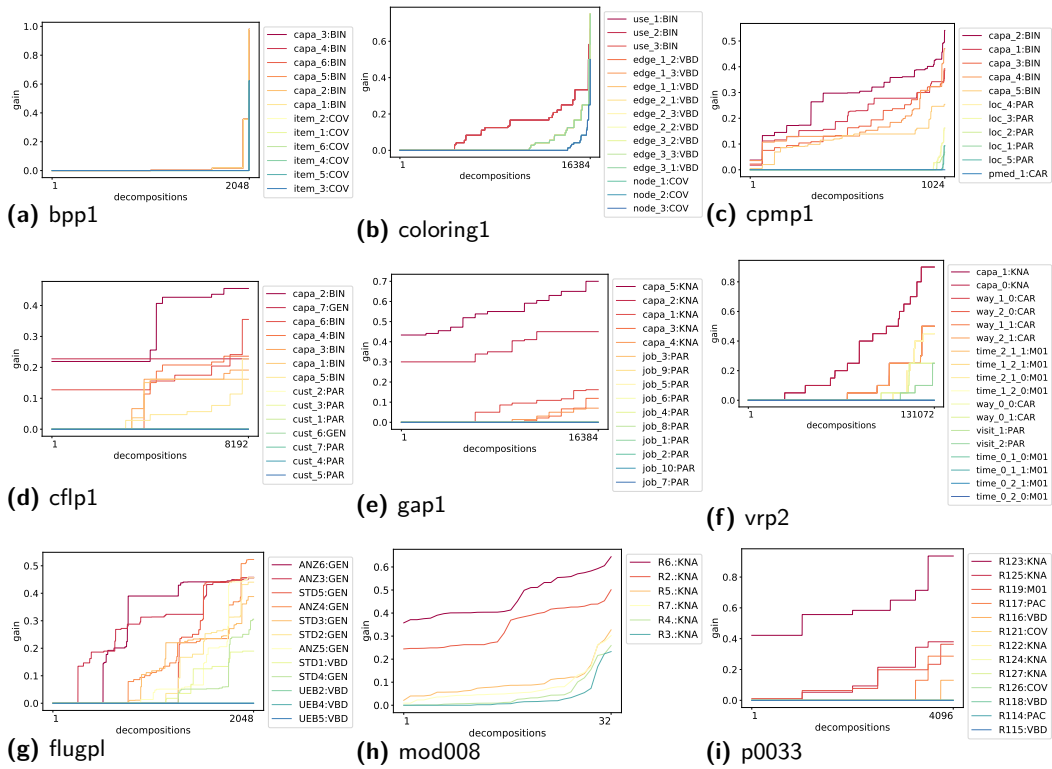 1.0
0.8
0.6
0.4
0.2
0.0
gain
1
2048
decompositions
capa_3:BIN
capa_4:BIN
capa_6:BIN
capa_5:BIN
capa_2:BIN
capa_1:BIN
item_2:COV
item_1:COV
item_6:COV
item_4:COV
item_5:COV
item_3:COV
(a) bpp1
0.6
0.4
0.2
0.0
gain
1
16384
decompositions
use_1:BIN
use_2:BIN
use_3:BIN
edge_1_2:VBD
edge_1_3:VBD
edge_1_1:VBD
edge_2_1:VBD
edge_2_3:VBD
edge_2_2:VBD
edge_3_2:VBD
edge_3_3:VBD
edge_3_1:VBD
node_1:COV
node_2:COV
node_3:COV
(b) coloring1
0.5
0.4
0.3
0.2
0.1
0.0
gain
1
1024
decompositions
capa_2:BIN
capa_1:BIN
capa_3:BIN
capa_4:BIN
capa_5:BIN
loc_4:PAR
loc_3:PAR
loc_2:PAR
loc_1:PAR
loc_5:PAR
pmed_1:CAR
(c) cpmp1
0.4
0.3
0.2
0.1
0.0
gain
1
8192
decompositions
capa_2:BIN
capa_7:GEN
capa_6:BIN
capa_4:BIN
capa_3:BIN
capa_1:BIN
capa_5:BIN
cust_2:PAR
cust_3:PAR
cust_1:PAR
cust_6:GEN
cust_7:PAR
cust_4:PAR
cust_5:PAR
(d) cflp1
0.7
0.6
0.5
0.4
0.3
0.2
0.1
0.0
gain
1
16384
decompositions
capa_5:KNA
capa_2:KNA
capa_1:KNA
capa_3:KNA
capa_4:KNA
job_3:PAR
job_9:PAR
job_5:PAR
job_6:PAR
job_4:PAR
job_8:PAR
job_1:PAR
job_2:PAR
job_10:PAR
job_7:PAR
(e) gap1
0.8
0.6
0.4
0.2
0.0
gain
1
131072
decompositions
capa_1:KNA
capa_0:KNA
way_1_0:CAR
way_2_0:CAR
way_1_1:CAR
way_2_1:CAR
time_2_1_1:M01
time_1_2_1:M01
time_2_1_0:M01
time_1_2_0:M01
way_0_0:CAR
way_0_1:CAR
visit_1:PAR
visit_2:PAR
time_0_1_0:M01
time_0_1_1:M01
time_0_2_1:M01
time_0_2_0:M01
(f) vrp2
0.5
0.4
0.3
0.2
0.1
0.0
gain
1
2048
decompositions
ANZ6:GEN
ANZ3:GEN
STD5:GEN
ANZ4:GEN
STD3:GEN
STD2:GEN
ANZ5:GEN
STD1:VBD
STD4:GEN
UEB2:VBD
UEB4:VBD
UEB5:VBD
(g) flugpl
0.6
0.5
0.4
0.3
0.2
0.1
0.0
gain
1
32
decompositions
R6.:KNA
R2.:KNA
R5.:KNA
R7.:KNA
R4.:KNA
R3.:KNA
(h) mod008
0.8
0.6
0.4
0.2
0.0
gain
1
4096
decompositions
R123:KNA
R125:KNA
R119:M01
R117:PAC
R116:VBD
R121:COV
R122:KNA
R124:KNA
R127:KNA
R126:COV
R118:VBD
R114:PAC
R115:VBD
(i) p0033